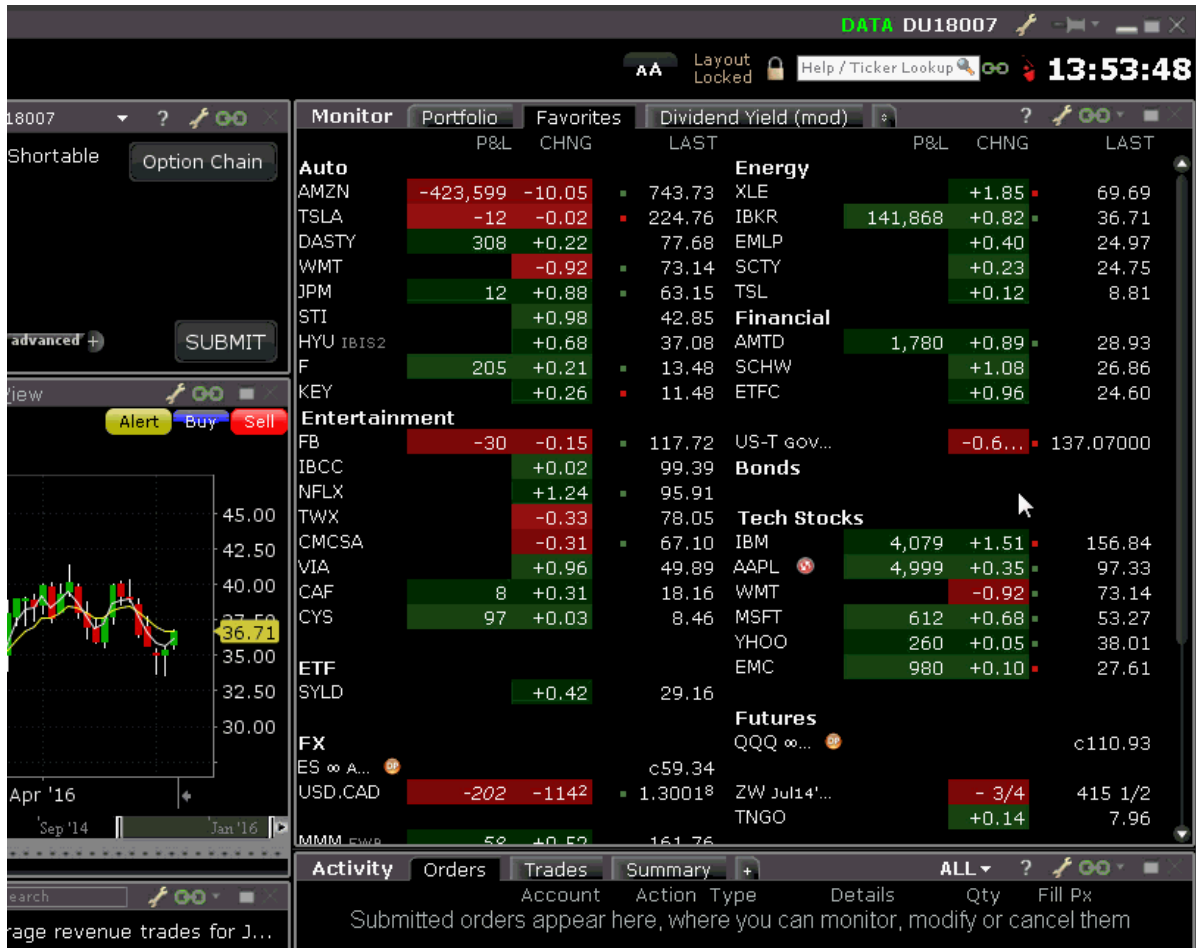 DATA DU18007
AA Layout Locked Help / Ticker Lookup 13:53:48
18007 ?
Shortable Option Chain
advanced + SUBMIT
Alert Buy Sell
45.00
42.50
40.00
36.71
35.00
32.50
30.00
Apr '16
Sep '14 Jan '16
rage revenue trades for J...
Monitor Portfolio Favorites Dividend Yield (mod) ?
P&L CHNG LAST P&L CHNG LAST
Auto Energy
AMZN -423,599 -10.05 743.73 XLE +1.85 69.69
TSLA -12 -0.02 224.76 IBKR 141,868 +0.82 36.71
DASTY 308 +0.22 77.68 EMLP +0.40 24.97
WMT -0.92 73.14 SCTY +0.23 24.75
JPM 12 +0.88 63.15 TSL +0.12 8.81
STI +0.98 42.85 Financial
HYU IBIS2 +0.68 37.08 AMTD 1,780 +0.89 28.93
F 205 +0.21 13.48 SCHW +1.08 26.86
KEY +0.26 11.48 ETFC +0.96 24.60
Entertainment
FB -30 -0.15 117.72 US-T GOV... -0.6... 137.07000
IBCC +0.02 99.39 Bonds
NFLX +1.24 95.91
TWX -0.33 78.05 Tech Stocks
CMCSA -0.31 67.10 IBM 4,079 +1.51 156.84
VIA +0.96 49.89 AAPL 4,999 +0.35 97.33
CAF 8 +0.31 18.16 WMT -0.92 73.14
CYS 97 +0.03 8.46 MSFT 612 +0.68 53.27
YHOO 260 +0.05 38.01
ETF EMC 980 +0.10 27.61
SYLD +0.42 29.16
Futures
FX QQQ ∞... OP c110.93
ES ∞ A... OP c59.34
USD.CAD -202 -114² 1.3001⁸ ZW Jul14'... - 3/4 415 1/2
TNGO +0.14 7.96
MMM FWB 58 +0.52 161.76
Activity Orders Trades Summary + ALL ?
Account Action Type Details Qty Fill Px
Submitted orders appear here, where you can monitor, modify or cancel them